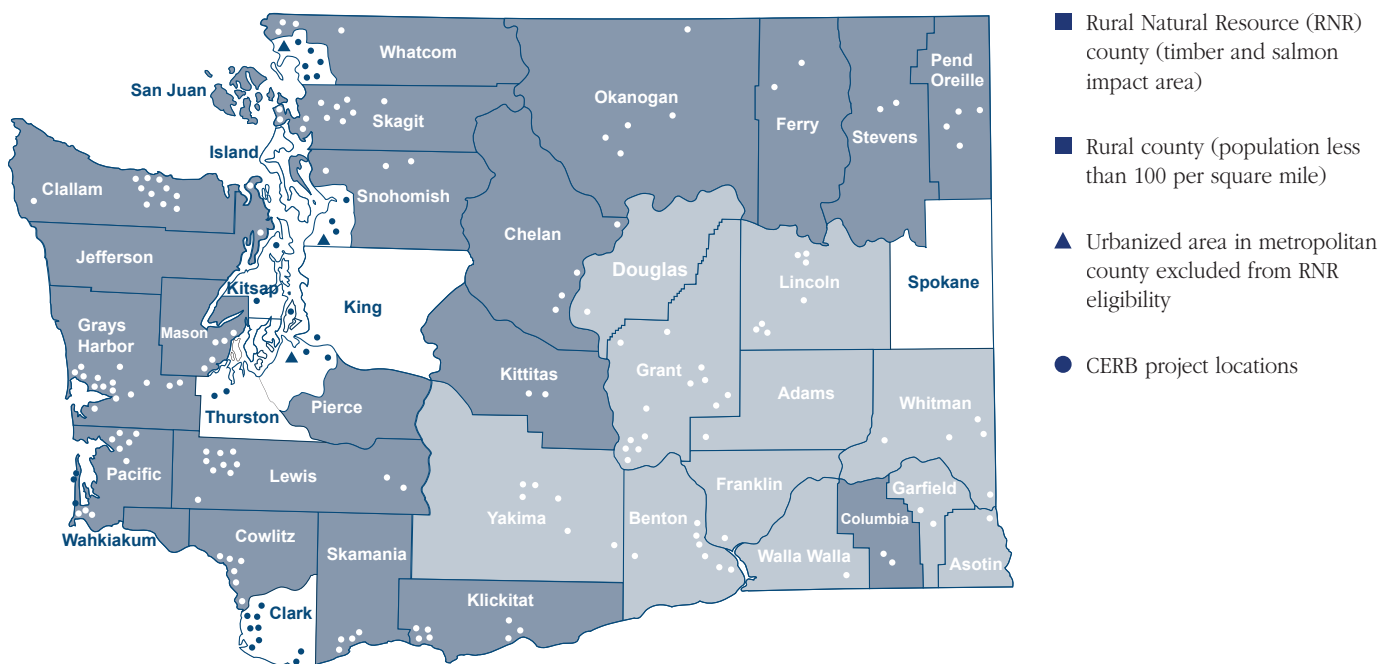 Whatcom
San Juan
Skagit
Island
Snohomish
Okanogan
Ferry
Stevens
Pend
Oreille
Clallam
Jefferson
Chelan
Douglas
Lincoln
Spokane
Kitsap
King
Grays
Harbor
Mason
Kittitas
Grant
Adams
Whitman
Thurston
Pierce
Pacific
Lewis
Yakima
Benton
Franklin
Columbia
Garfield
Wahkiakum
Cowlitz
Skamania
Walla Walla
Asotin
Clark
Klickitat
Rural Natural Resource (RNR)
county (timber and salmon
impact area)
Rural county (population less
than 100 per square mile)
Urbanized area in metropolitan
county excluded from RNR
eligibility
CERB project locations